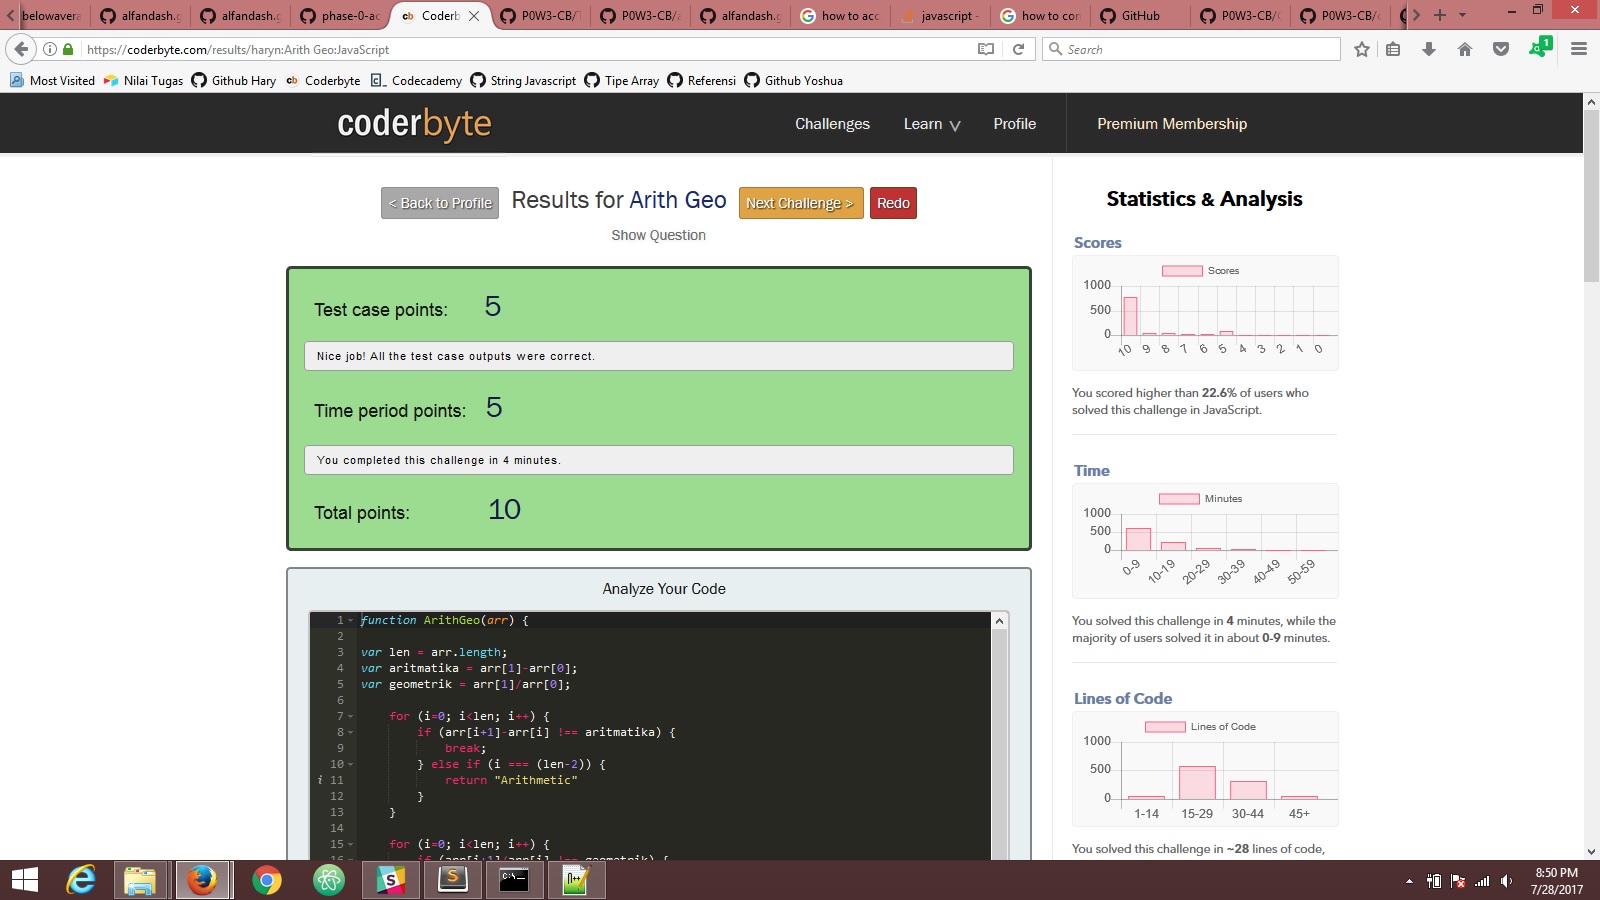 belowavera
alfandash.g
alfandash.g
phase-0-ac
cb Coderb
P0W3-CB/
P0W3-CB/
alfandash.g
how to acc
javascript -
how to con
GitHub
P0W3-CB/
P0W3-CB/
https://coderbyte.com/results/haryn:Arith Geo:JavaScript
Search
1
Most Visited Nilai Tugas Github Hary cb Coderbyte Codecademy String Javascript Tipe Array Referensi Github Yoshua
coderbyte
Challenges Learn Profile Premium Membership
< Back to Profile Results for Arith Geo Next Challenge > Redo
Show Question
Test case points: 5
Nice job! All the test case outputs were correct.
Time period points: 5
You completed this challenge in 4 minutes.
Total points: 10
Analyze Your Code
1 function ArithGeo(arr) {
2
3 var len = arr.length;
4 var aritmatika = arr[1]-arr[0];
5 var geometrik = arr[1]/arr[0];
6
7 for (i=0; i<len; i++) {
8 if (arr[i+1]-arr[i] !== aritmatika) {
9 break;
10 } else if (i === (len-2)) {
i 11 return "Arithmetic"
12 }
13 }
14
15 for (i=0; i<len; i++) {
16 if (arr[i+1]/arr[i] !== geometrik) {
Statistics & Analysis
Scores
Scores
1000
500
0
10 9 8 7 6 5 4 3 2 1 0
You scored higher than 22.6% of users who
solved this challenge in JavaScript.
Time
Minutes
1000
500
0
0-9 10-19 20-29 30-39 40-49 50-59
You solved this challenge in 4 minutes, while the
majority of users solved it in about 0-9 minutes.
Lines of Code
Lines of Code
1000
500
0
1-14 15-29 30-44 45+
You solved this challenge in ~28 lines of code,
8:50 PM
7/28/2017